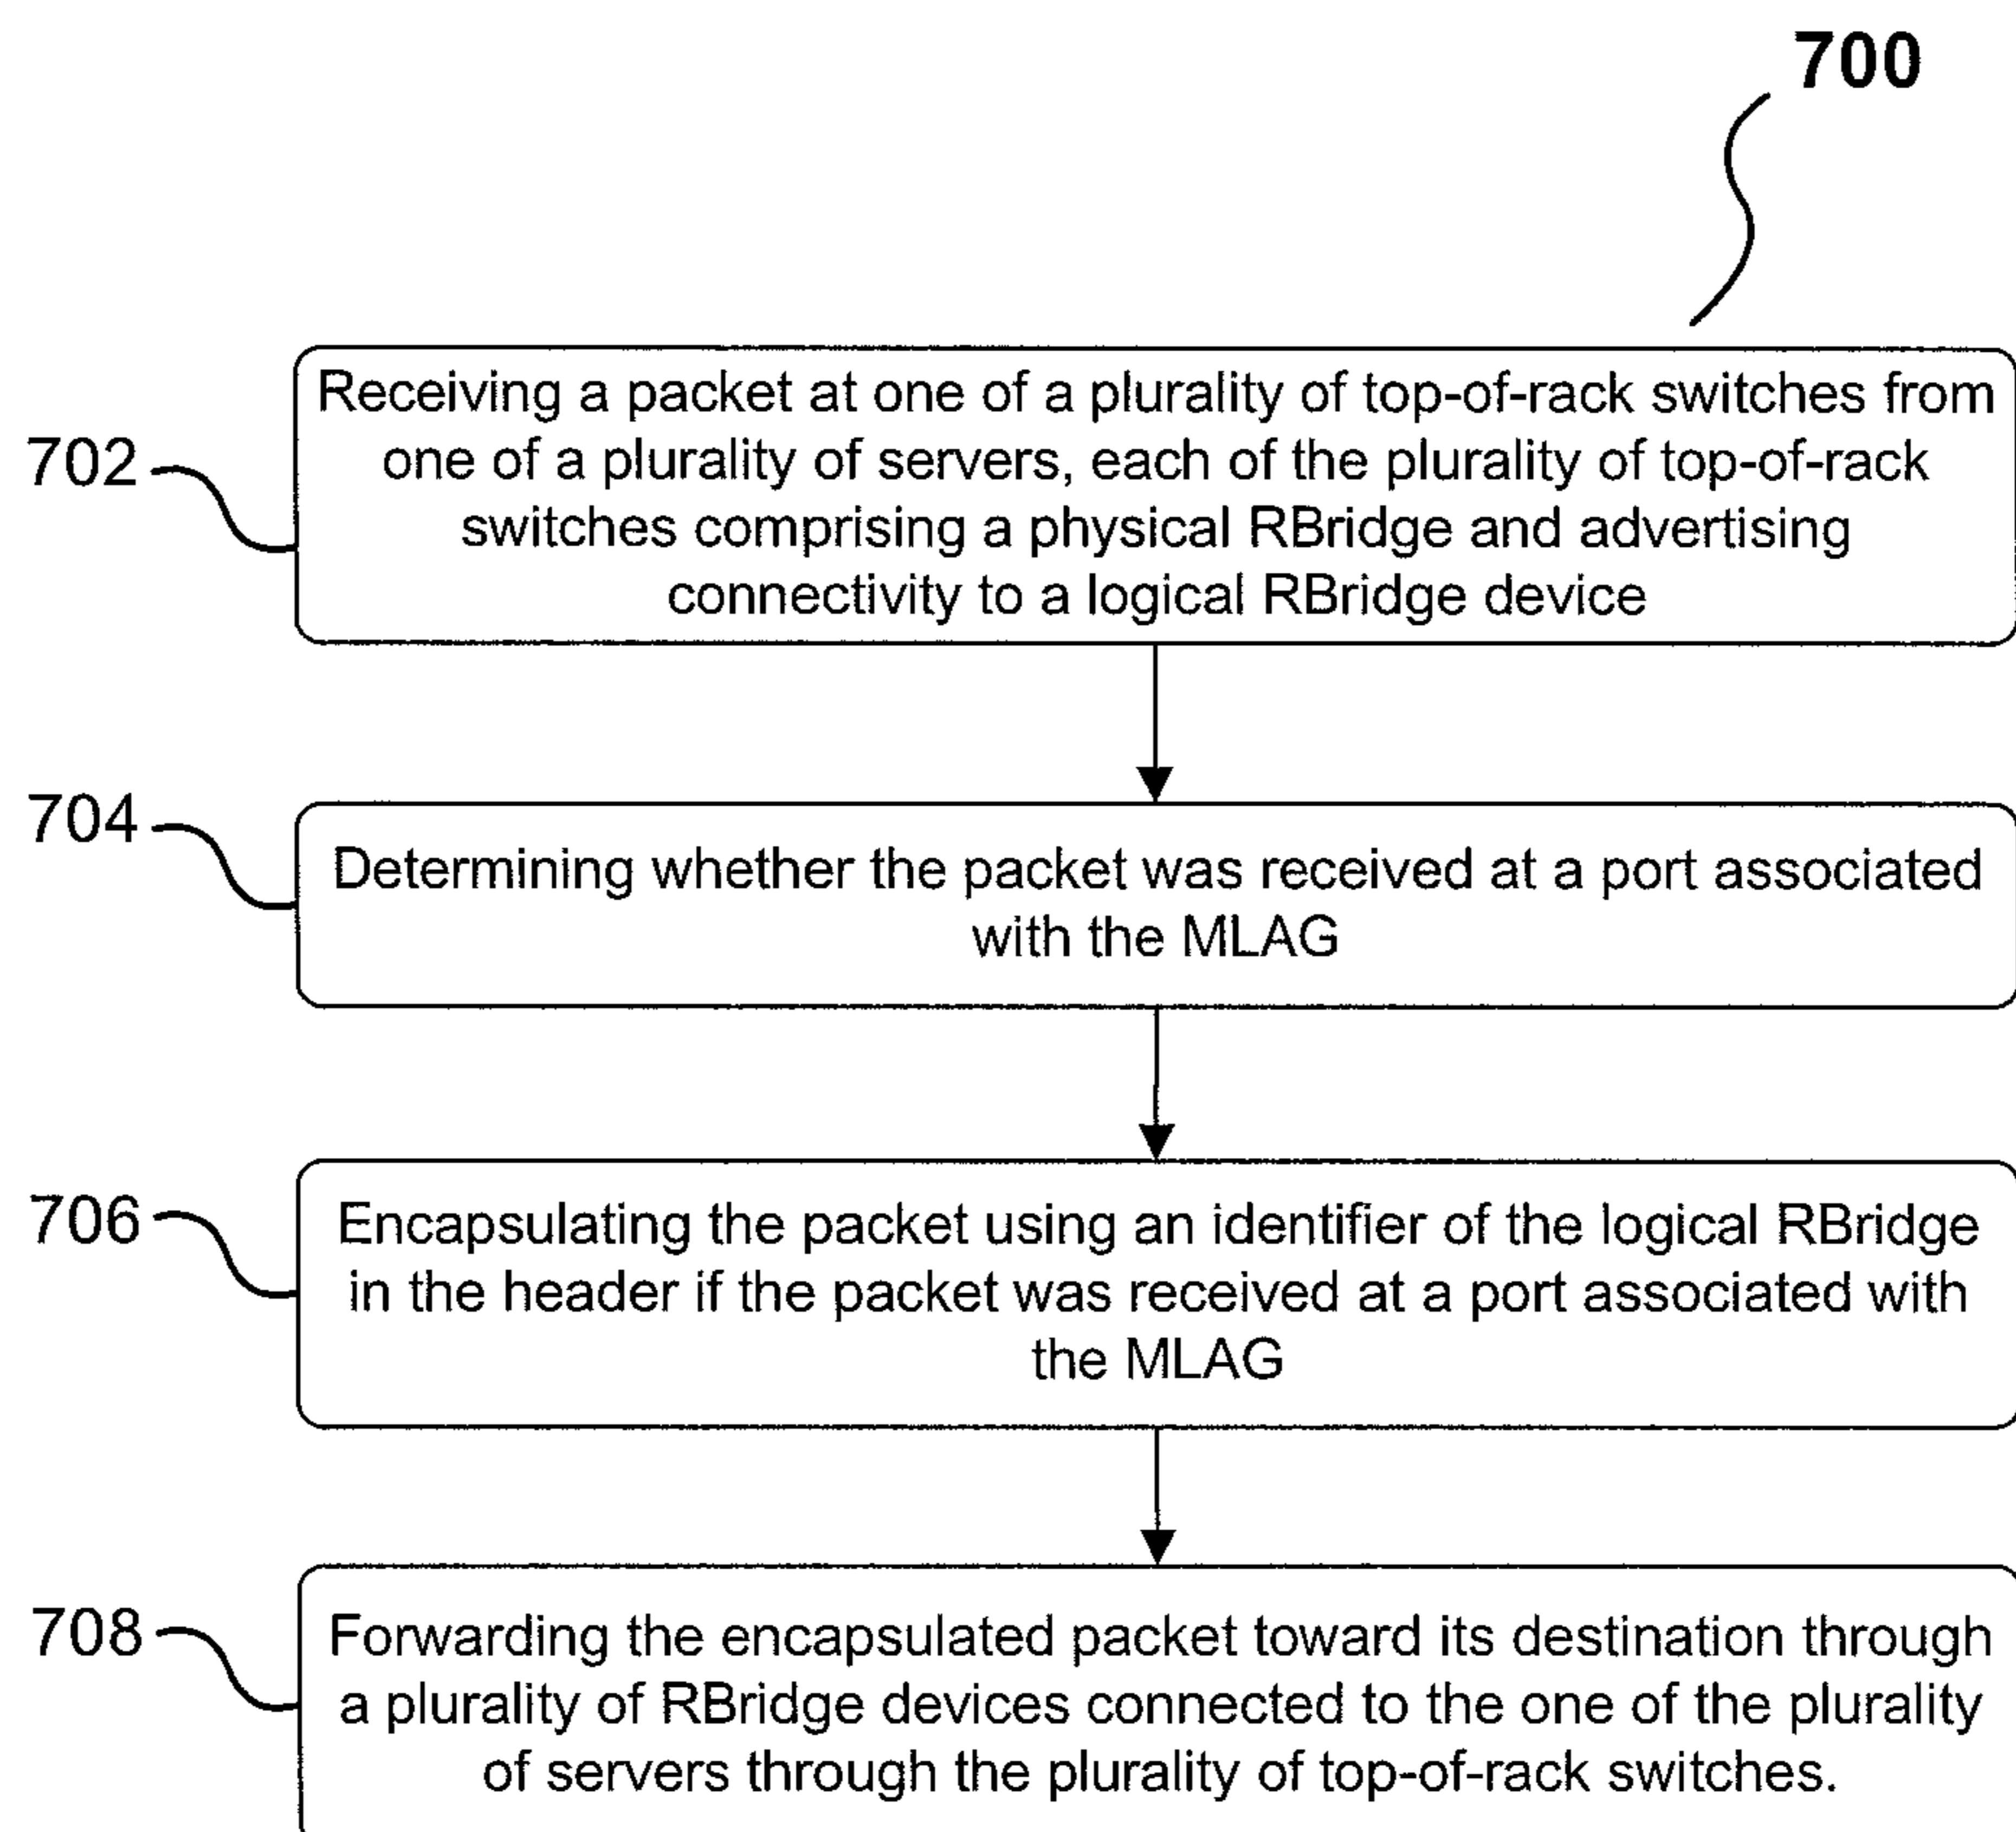 700
702
Receiving a packet at one of a plurality of top-of-rack switches from
one of a plurality of servers, each of the plurality of top-of-rack
switches comprising a physical RBridge and advertising
connectivity to a logical RBridge device
704
Determining whether the packet was received at a port associated
with the MLAG
706
Encapsulating the packet using an identifier of the logical RBridge
in the header if the packet was received at a port associated with
the MLAG
708
Forwarding the encapsulated packet toward its destination through
a plurality of RBridge devices connected to the one of the plurality
of servers through the plurality of top-of-rack switches.